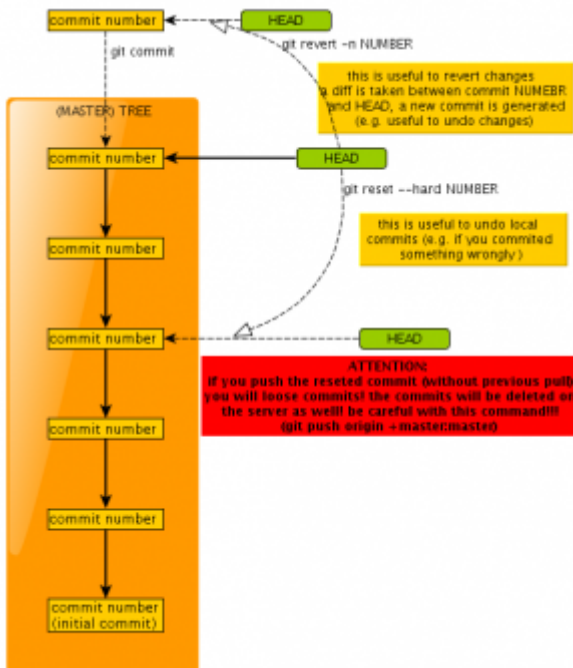 commit number
HEAD
git revert -n NUMBER
git commit
this is useful to revert changes
a diff is taken between commit NUMEBR
and HEAD, a new commit is generated
(e.g. useful to undo changes)
(MASTER) TREE
commit number
HEAD
git reset --hard NUMBER
this is useful to undo local
commits (e.g. if you commited
something wrongly)
commit number
commit number
HEAD
ATTENTION:
if you push the reseted commit (without previous pull)
you will loose commits! the commits will be deleted on
the server as well! be careful with this command!!!
(git push origin +master:master)
commit number
commit number
commit number
(initial commit)